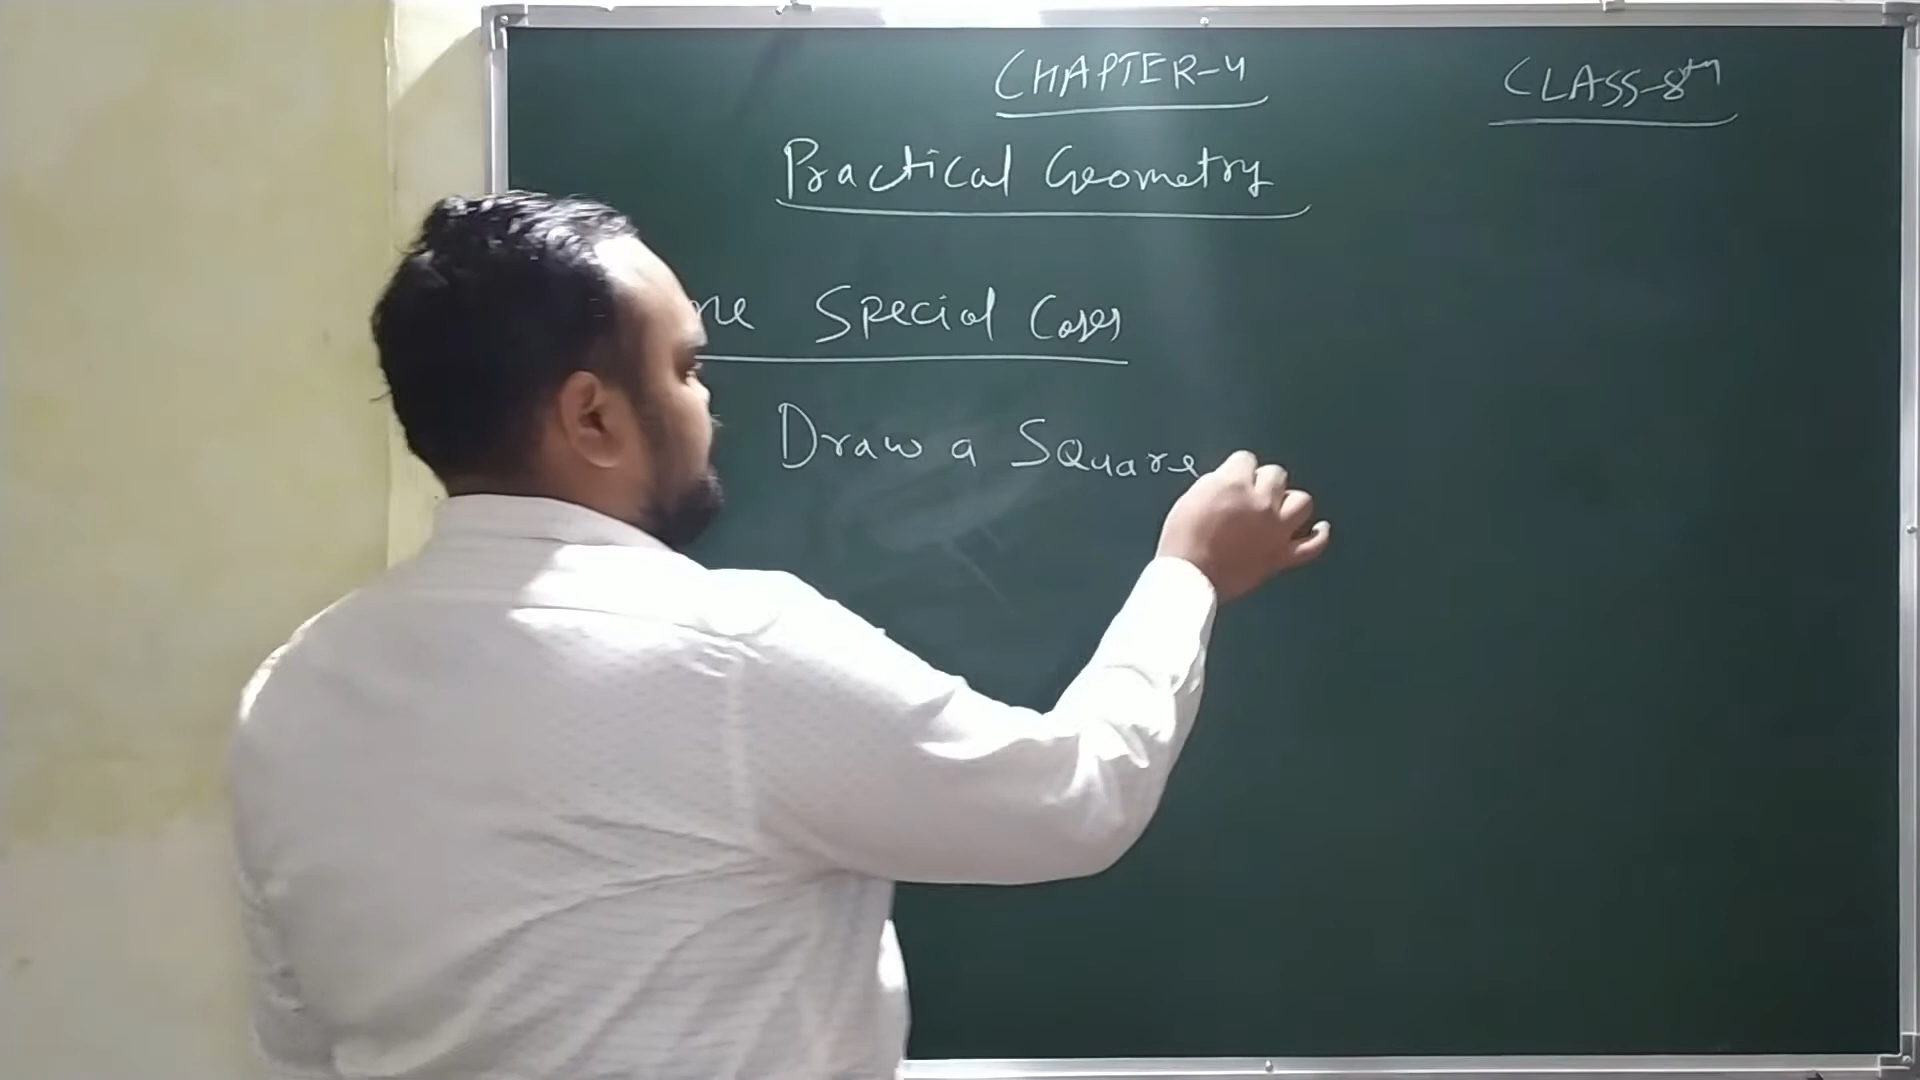 CHAPTER-4
CLASS-8th
Practical Geometry
Special Cases
Draw a Square